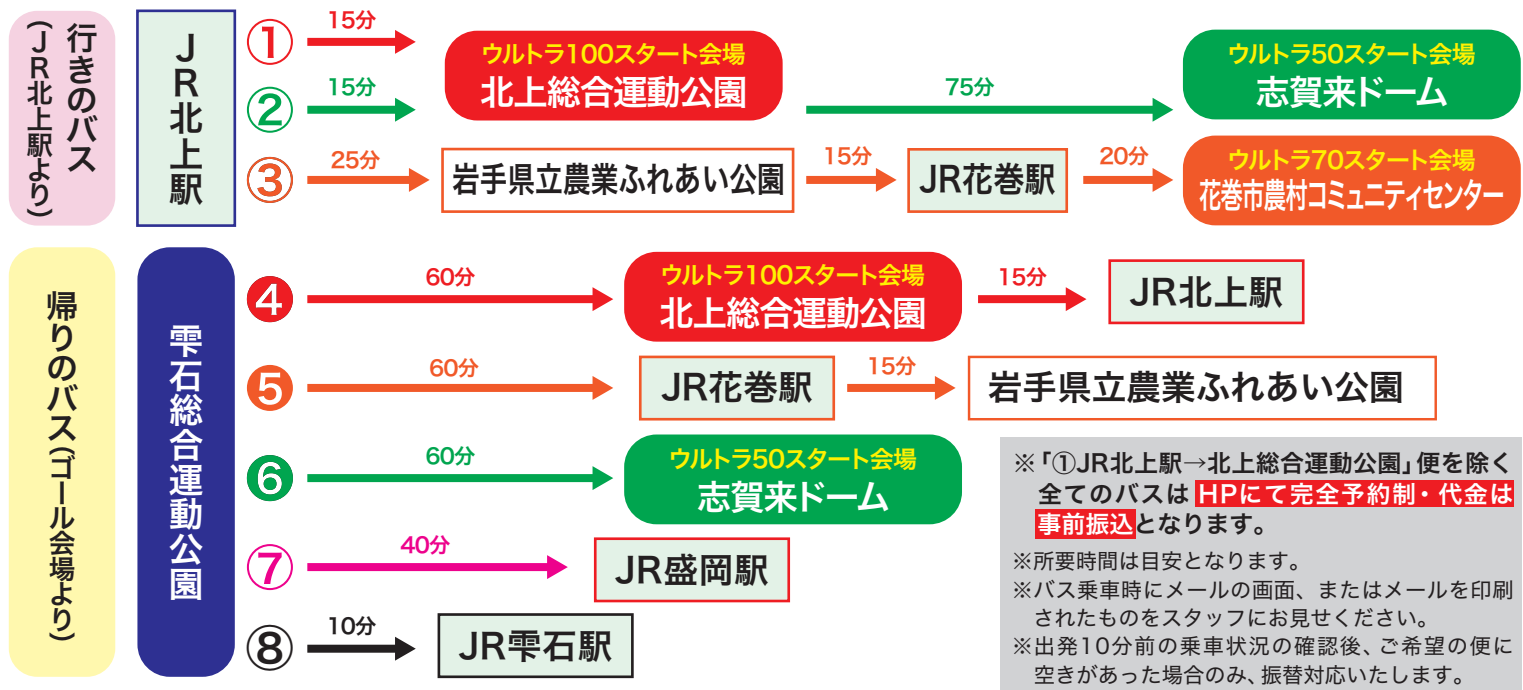 行きのバス
(JR北上駅より)
JR北上駅
① 15分
ウルトラ100スタート会場
北上総合運動公園
② 15分
75分
ウルトラ50スタート会場
志賀来ドーム
③ 25分
岩手県立農業ふれあい公園
15分
JR花巻駅
20分
ウルトラ70スタート会場
花巻市農村コミュニティセンター
帰りのバス(ゴール会場より)
雫石総合運動公園
❹ 60分
ウルトラ100スタート会場
北上総合運動公園
15分
JR北上駅
❺ 60分
JR花巻駅
15分
岩手県立農業ふれあい公園
❻ 60分
ウルトラ50スタート会場
志賀来ドーム
⑦ 40分
JR盛岡駅
⑧ 10分
JR雫石駅
※「①JR北上駅→北上総合運動公園」便を除く
全てのバスは HPにて完全予約制・代金は
事前振込となります。
※所要時間は目安となります。
※バス乗車時にメールの画面、またはメールを印刷
されたものをスタッフにお見せください。
※出発10分前の乗車状況の確認後、ご希望の便に
空きがあった場合のみ、振替対応いたします。